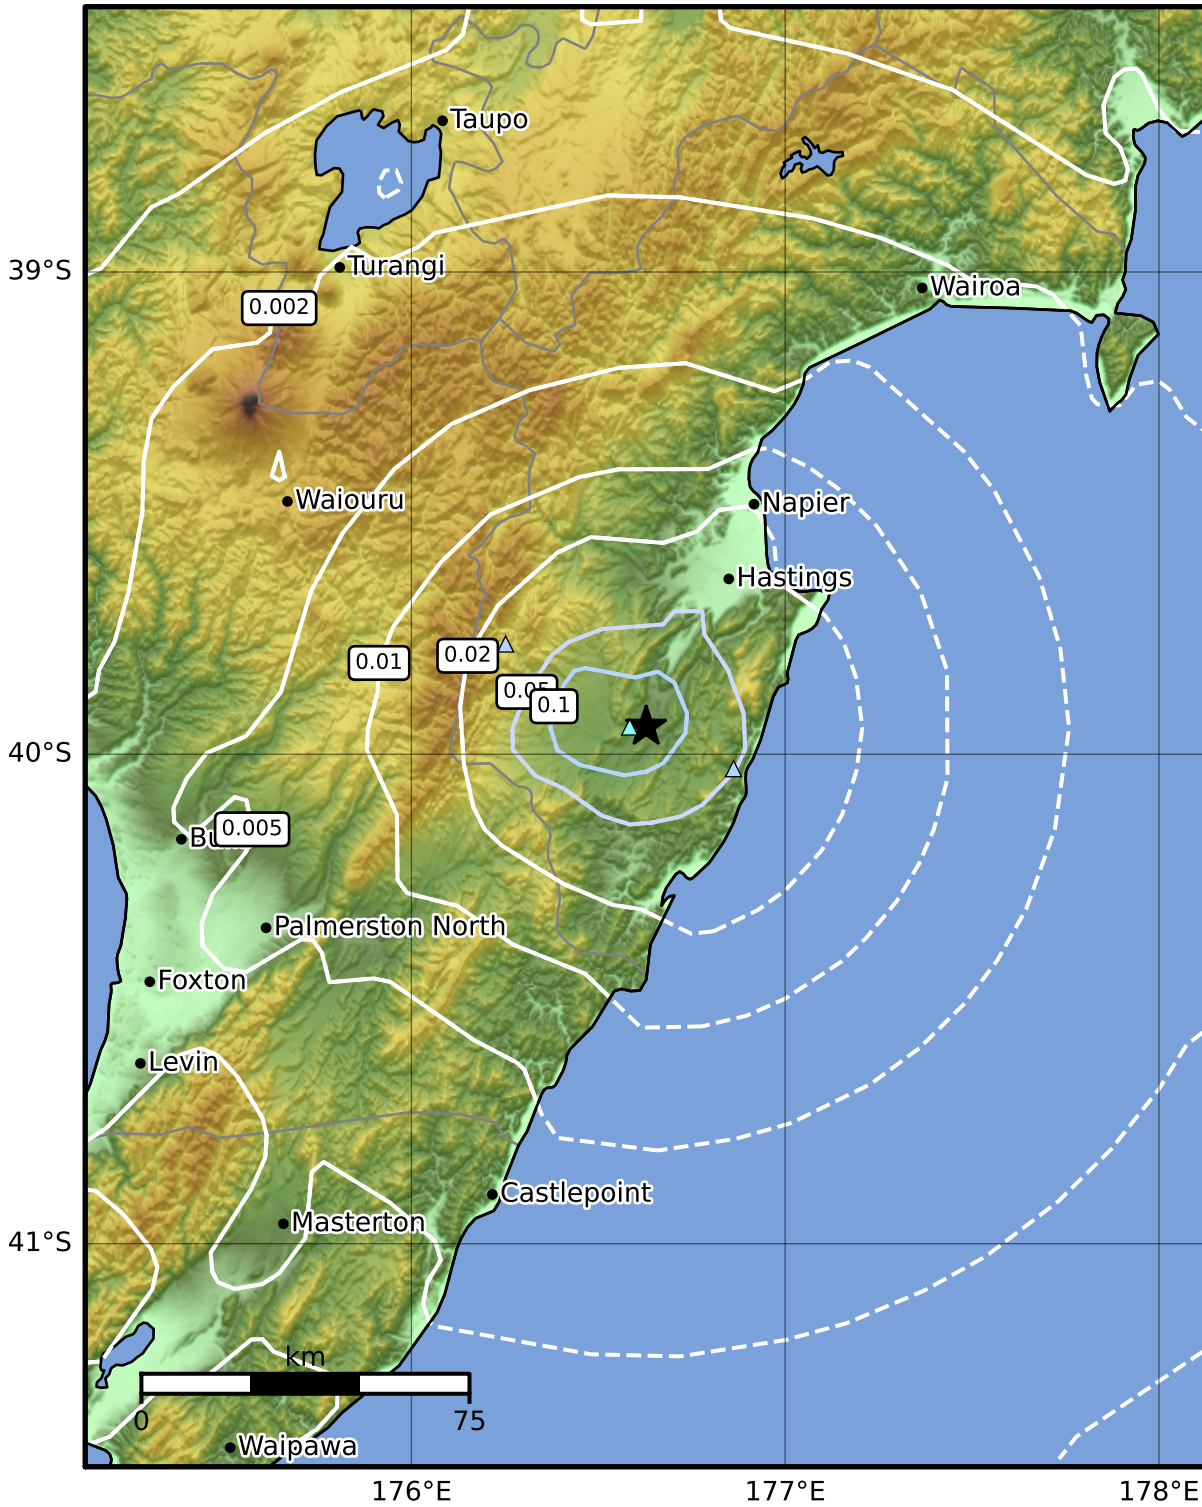 Taupo
39°S
Turangi
Wairoa
0.002
Waiouru
Napier
Hastings
0.01
0.02
0.1
40°S
0.005
Palmerston North
Foxton
Levin
Castlepoint
Masterton
41°S
km
0
75
Waipawa
176°E
177°E
178°E